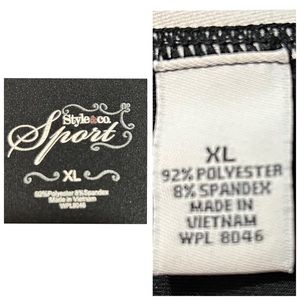 Style&co.
Sport
XL
92%Polyester 8%Spandex
Made in Vietnam
WPL8046
XL
92% POLYESTER
8% SPANDEX
MADE IN
VIETNAM
WPL 8046